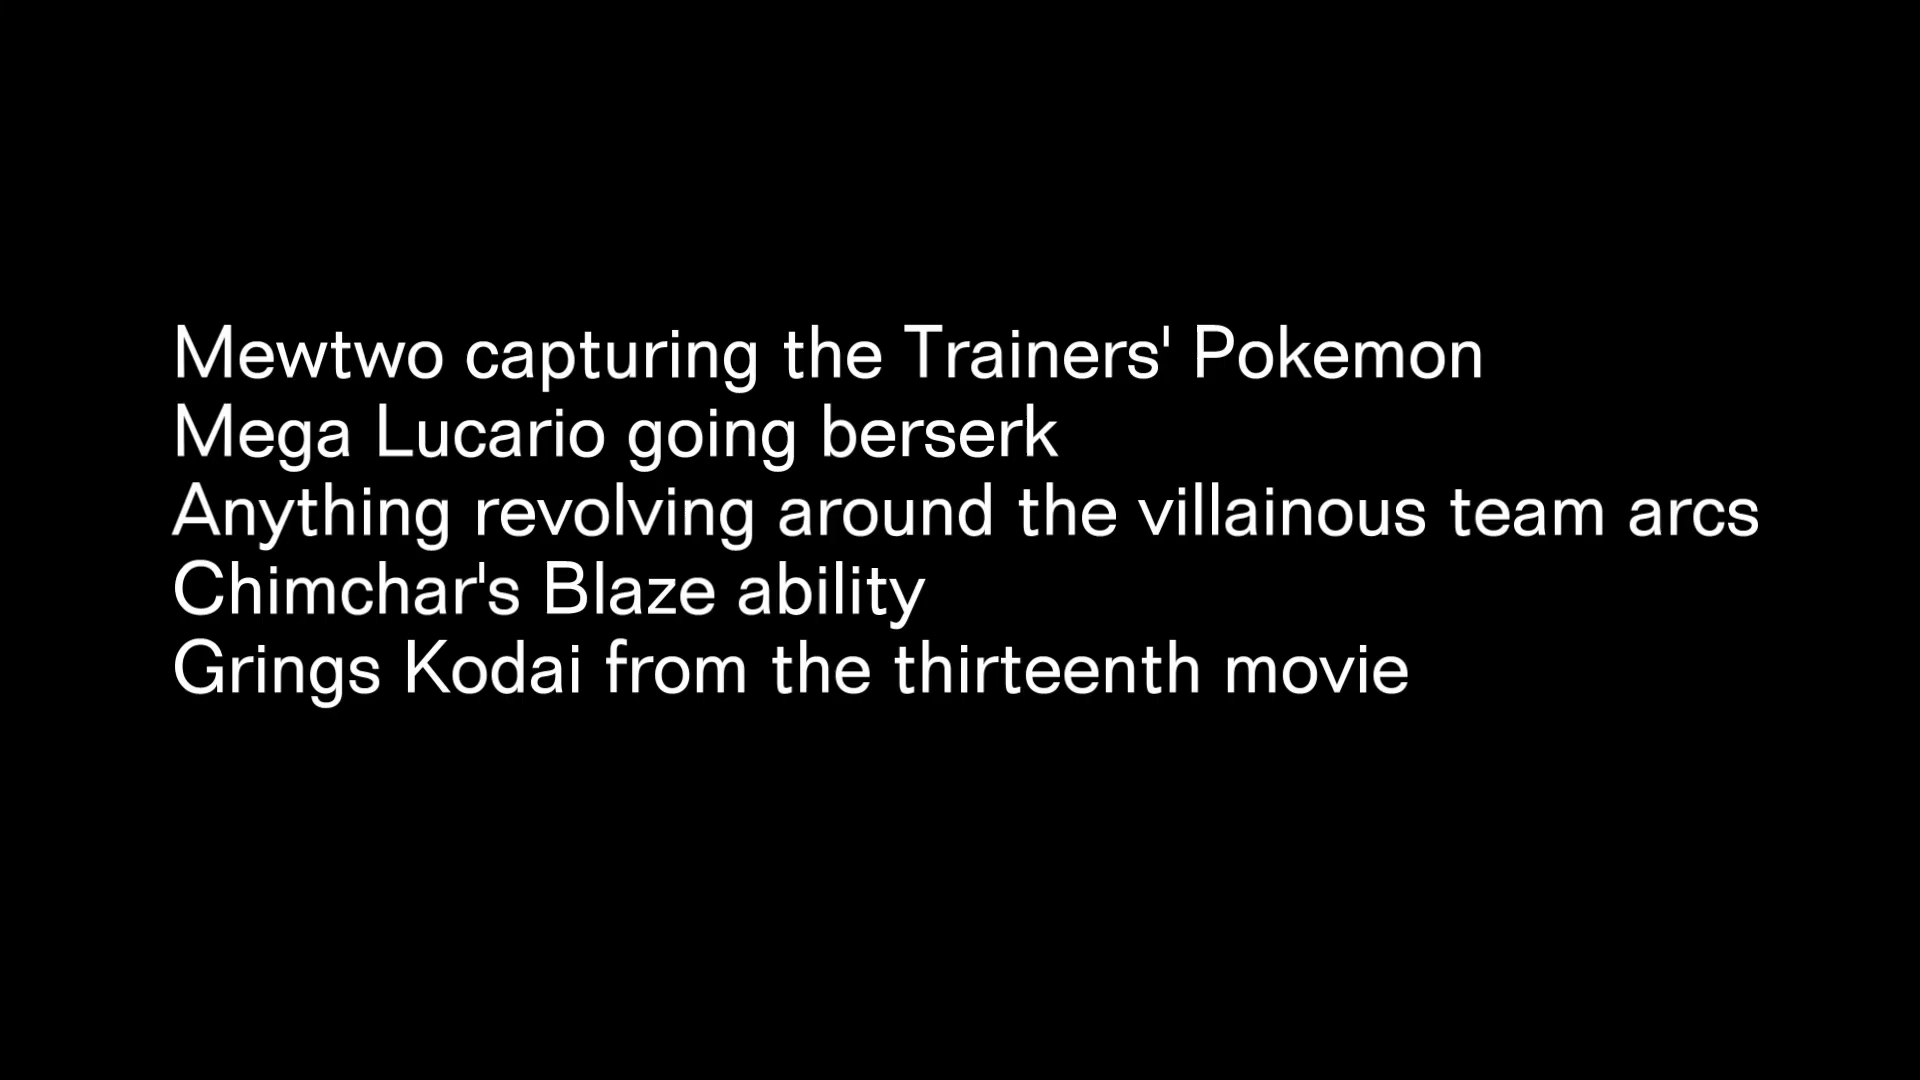 Mewtwo capturing the Trainers' Pokemon
Mega Lucario going berserk
Anything revolving around the villainous team arcs
Chimchar's Blaze ability
Grings Kodai from the thirteenth movie